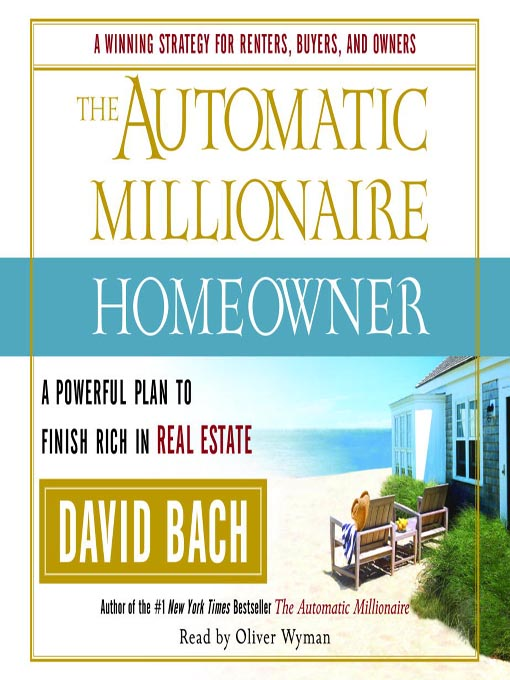 A WINNING STRATEGY FOR RENTERS, BUYERS, AND OWNERS
THE AUTOMATIC
MILLIONAIRE
HOMEOWNER
A POWERFUL PLAN TO
FINISH RICH IN REAL ESTATE
DAVID BACH
Author of the #1 New York Times Bestseller The Automatic Millionaire
Read by Oliver Wyman